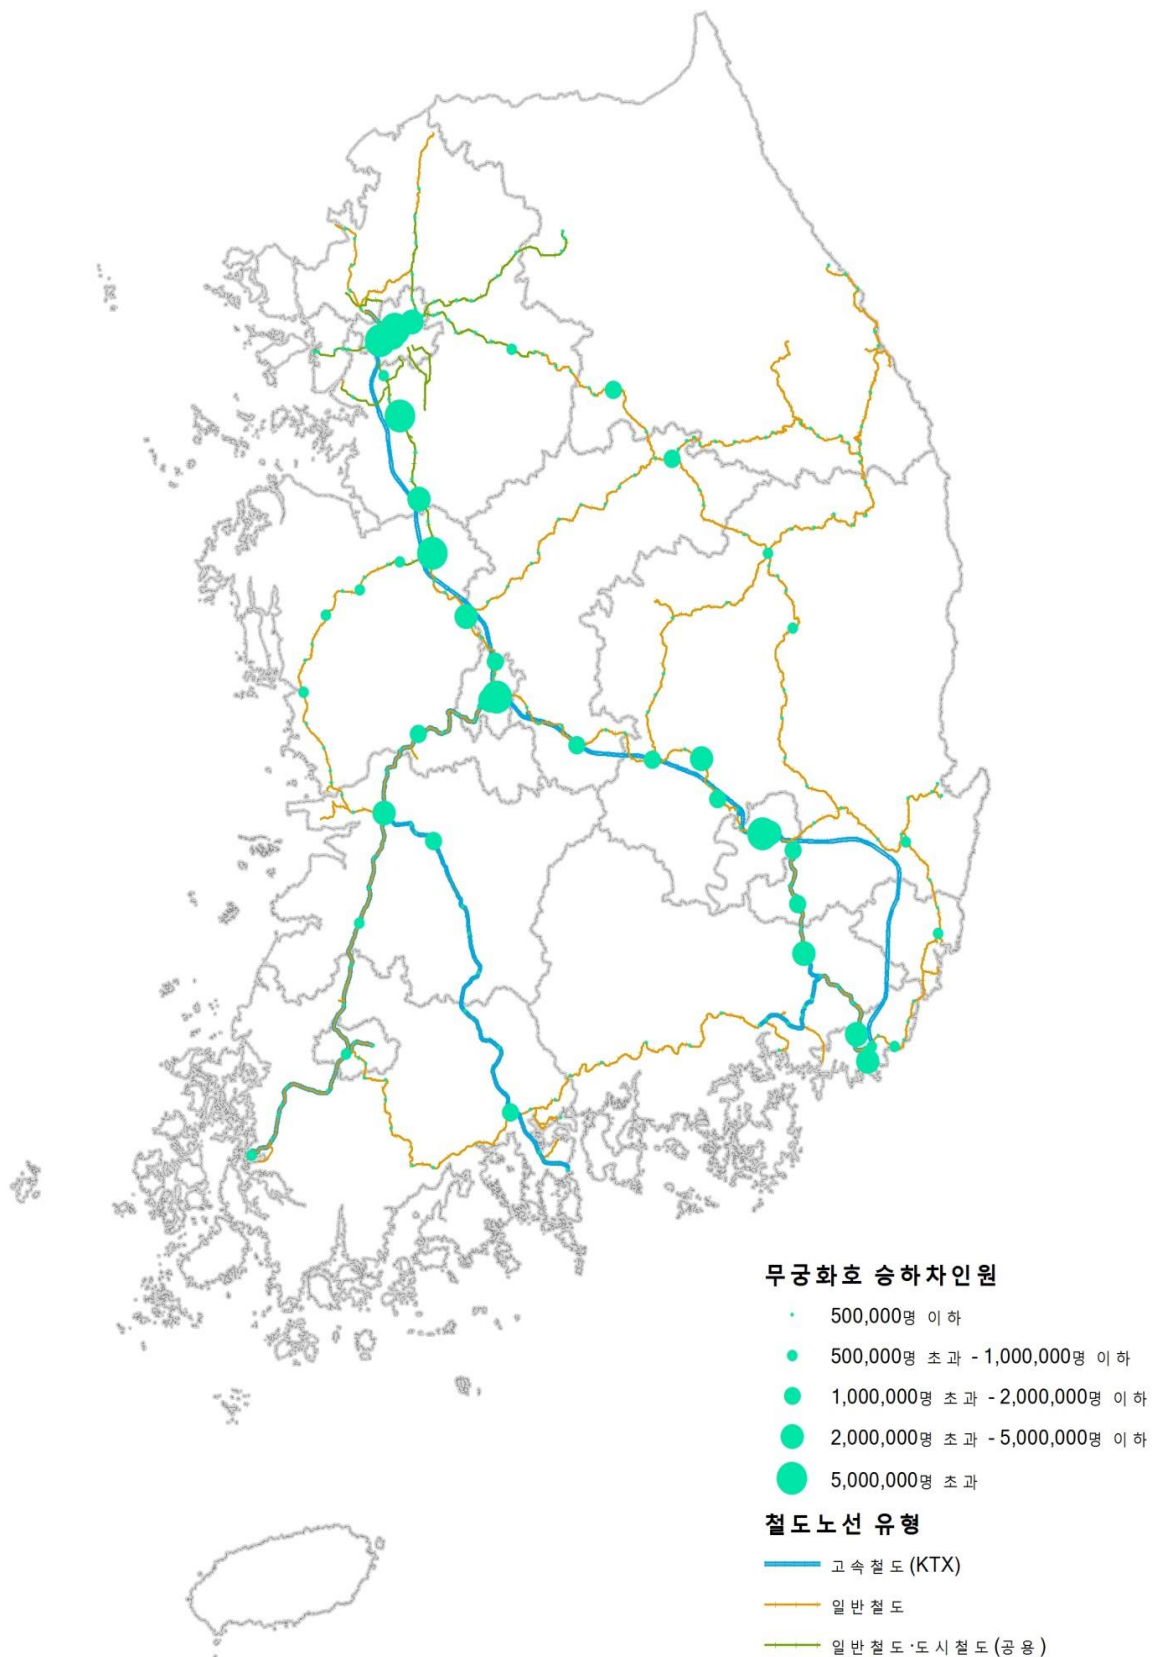 무궁화호 승하차인원
500,000명 이하
500,000명 초과 - 1,000,000명 이하
1,000,000명 초과 - 2,000,000명 이하
2,000,000명 초과 - 5,000,000명 이하
5,000,000명 초과
철도노선 유형
고속철도(KTX)
일반철도
일반철도·도시철도(공용)